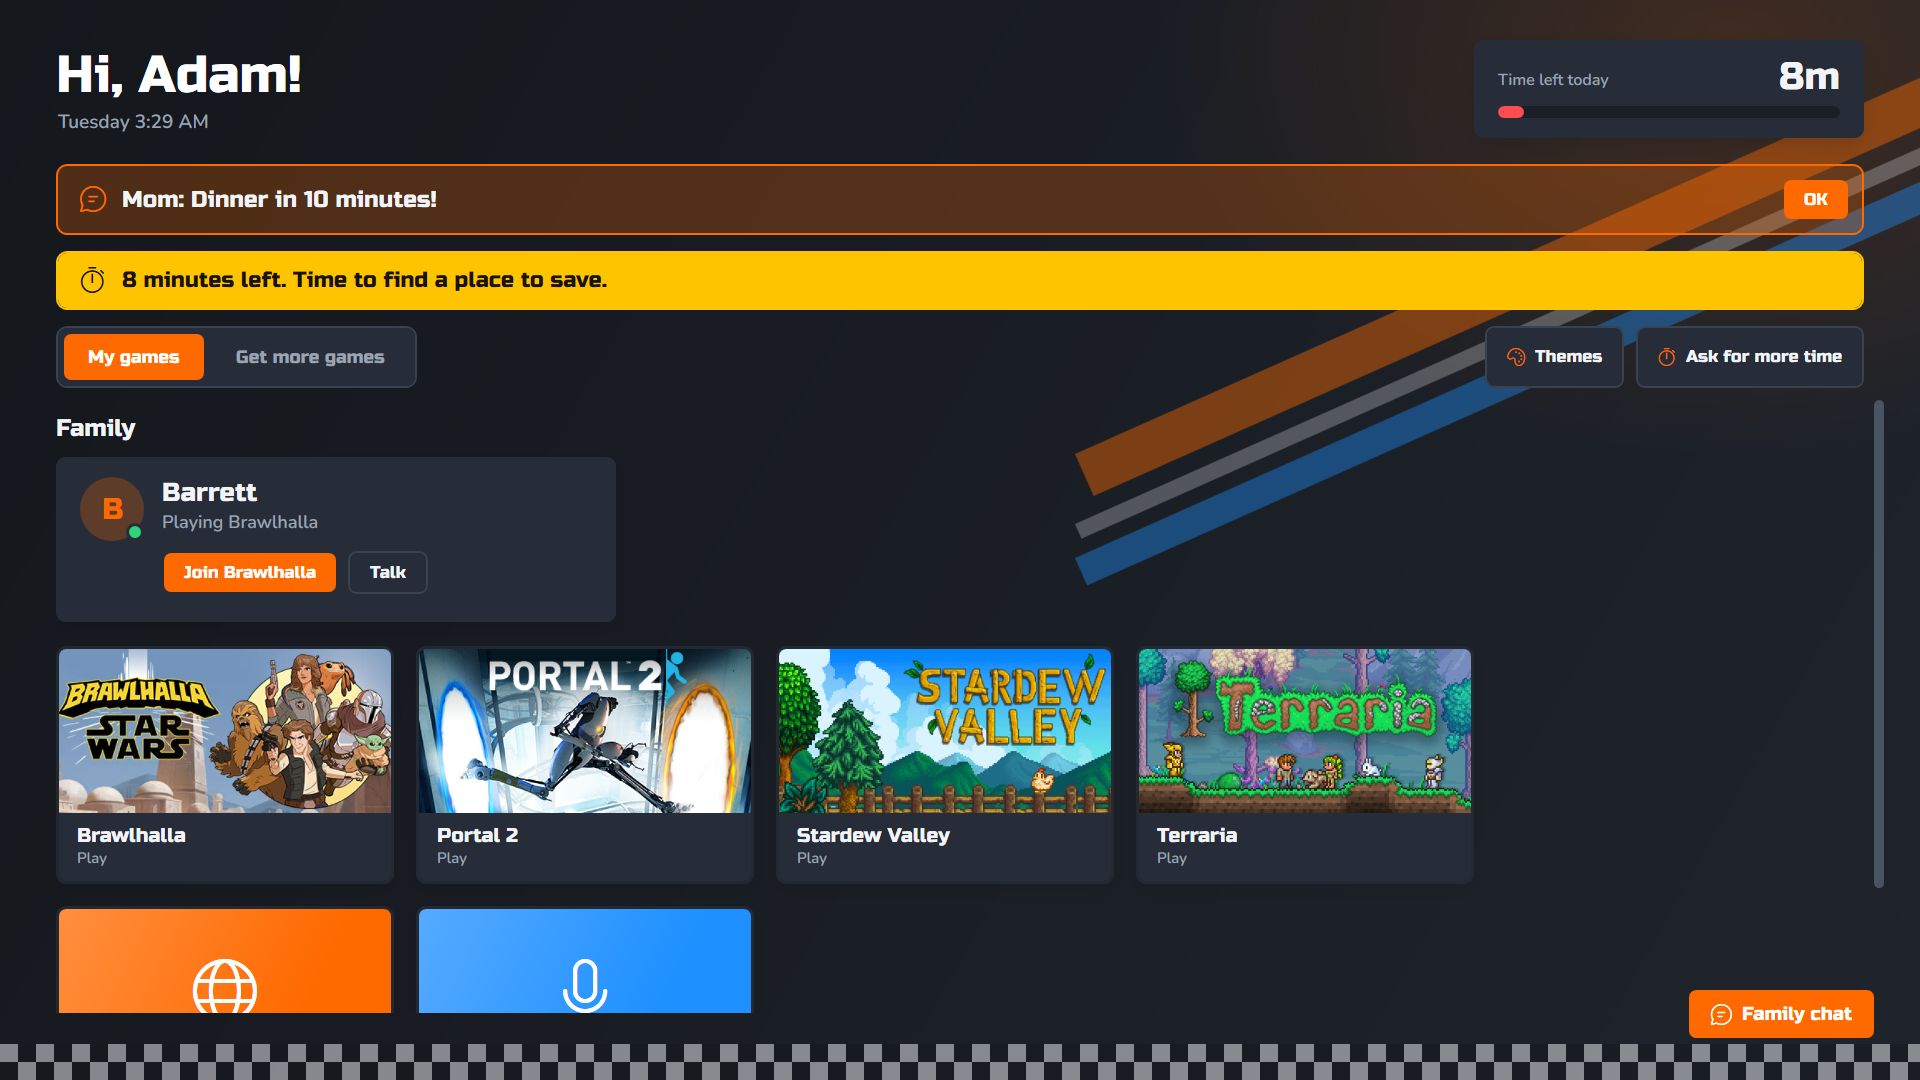 Hi, Adam!
Tuesday 3:29 AM
Time left today
8m
Mom: Dinner in 10 minutes!
OK
8 minutes left. Time to find a place to save.
My games
Get more games
Themes
Ask for more time
Family
B
Barrett
Playing Brawlhalla
Join Brawlhalla
Talk
BRAWLHALLA
STAR
WARS
PORTAL 2
STARDEW
VALLEY
Terraria
Brawlhalla
Play
Portal 2
Play
Stardew Valley
Play
Terraria
Play
Family chat